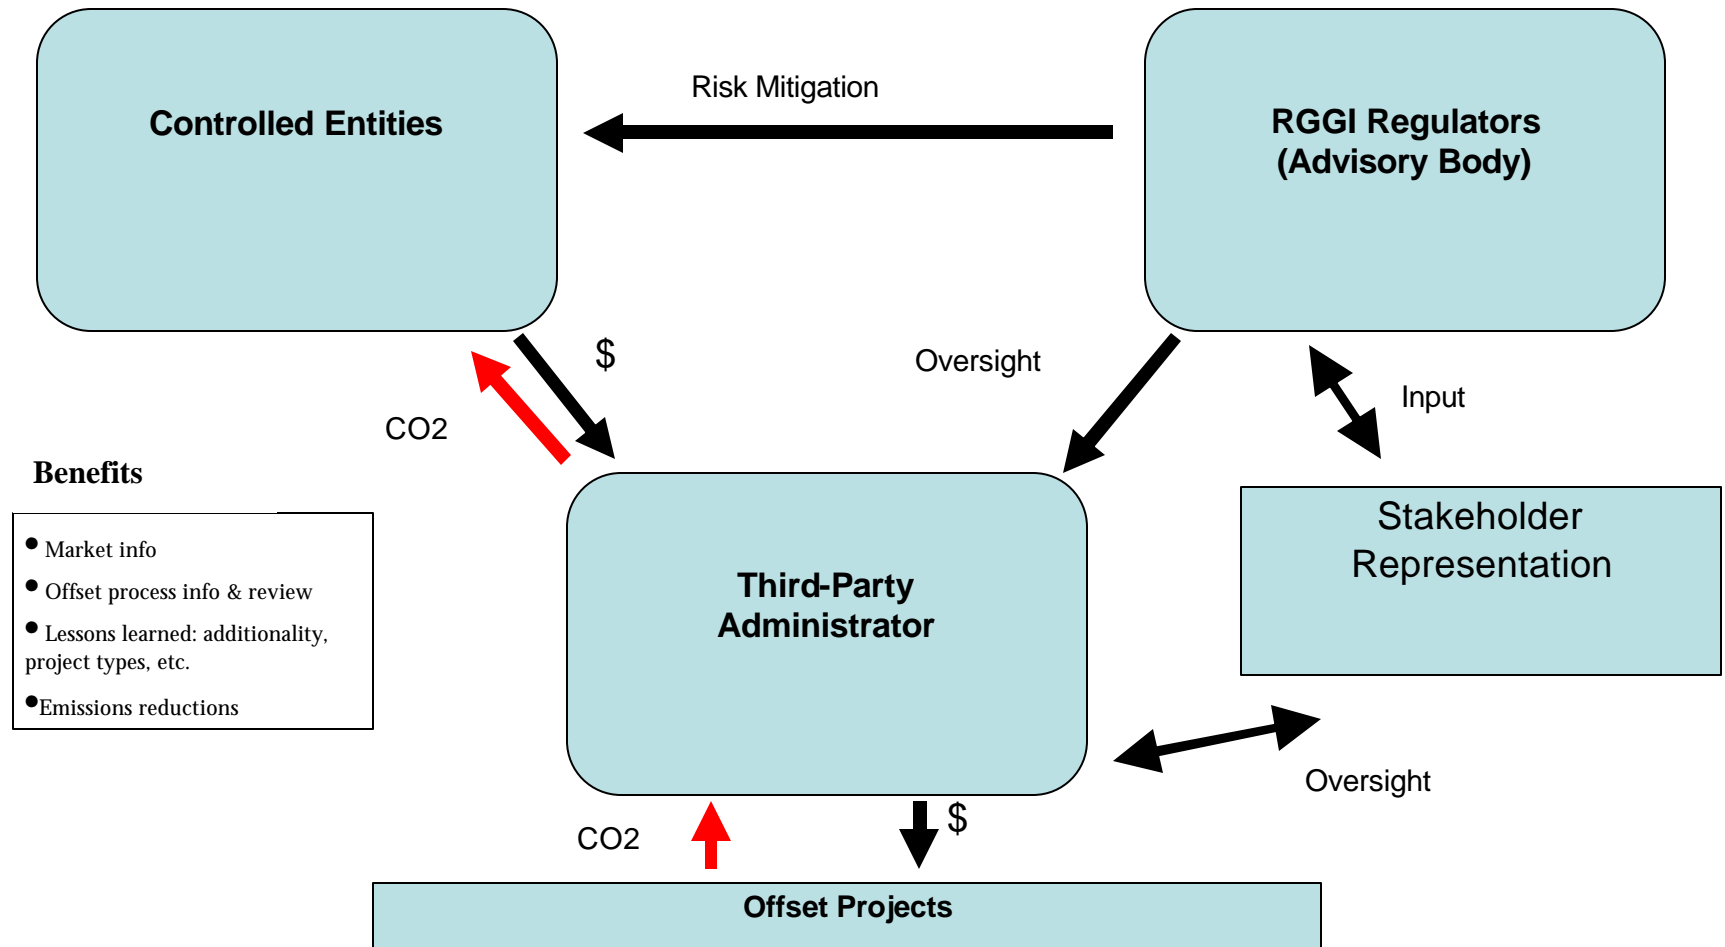 Risk Mitigation
Controlled Entities
RGGI Regulators
(Advisory Body)
$
Oversight
Input
CO2
Benefits
• Market info
• Offset process info & review
• Lessons learned: additionality,
project types, etc.
•Emissions reductions
Stakeholder
Representation
Third-Party
Administrator
Oversight
$
CO2
Offset Projects